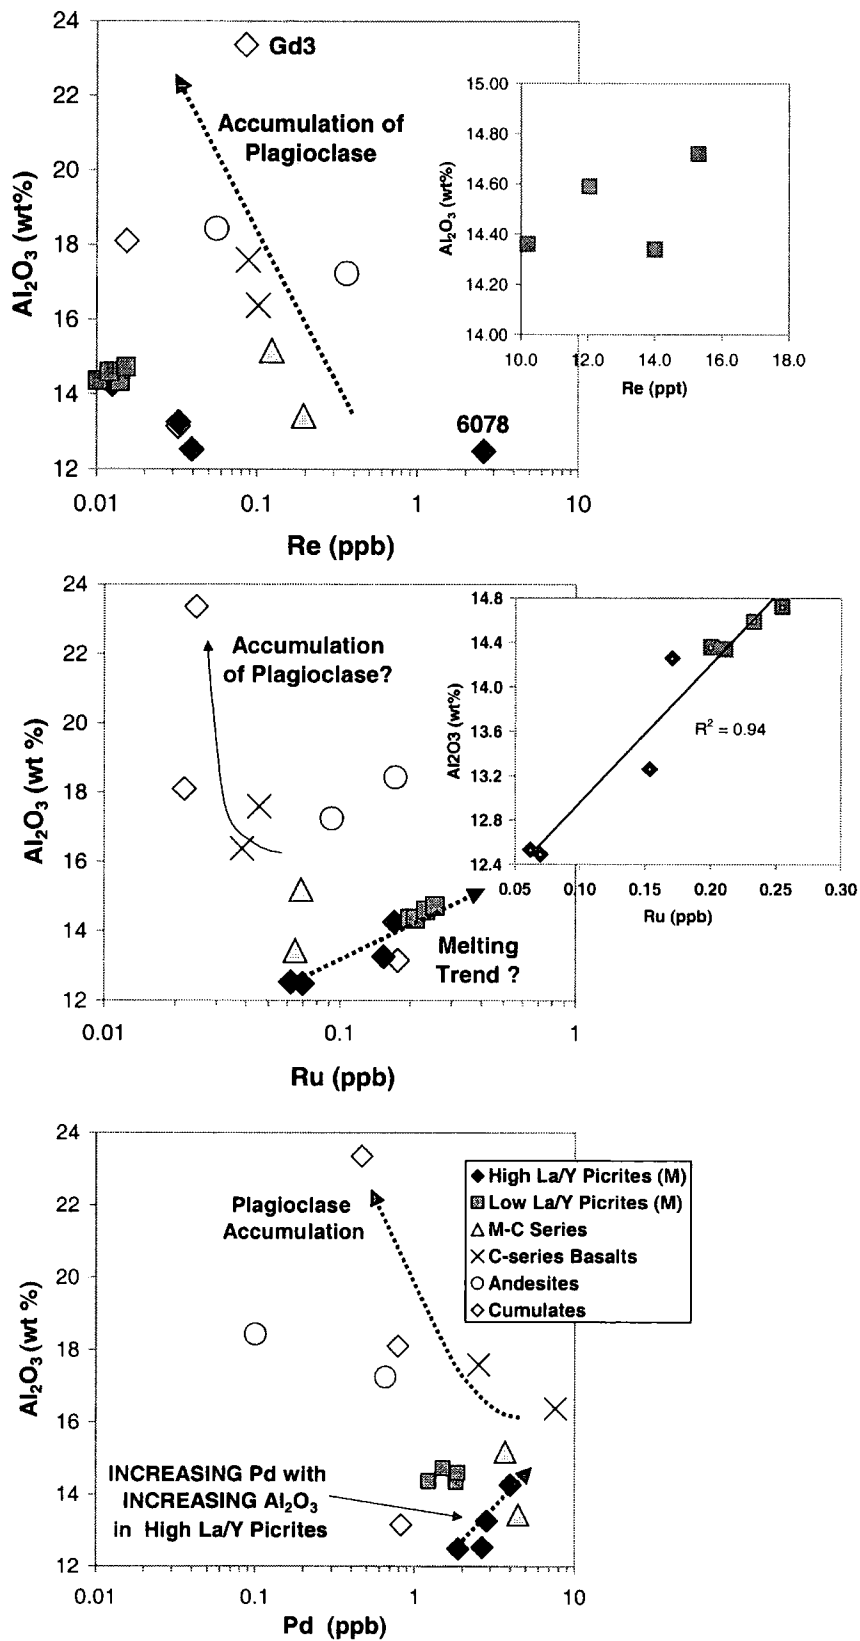 24
22
20
18
16
14
12
Al₂O₃ (wt%)
Gd3
Accumulation of
Plagioclase
6078
0.01
0.1
1
10
Re (ppb)
15.00
14.80
14.60
14.40
14.20
14.00
Al₂O₃ (wt%)
10.0
12.0
14.0
16.0
18.0
Re (ppt)
24
22
20
18
16
14
12
Al₂O₃ (wt %)
Accumulation
of Plagioclase?
Melting
Trend ?
0.01
0.1
1
Ru (ppb)
14.8
14.4
14.0
13.6
13.2
12.8
12.4
Al2O3 (wt%)
R² = 0.94
0.05
0.10
0.15
0.20
0.25
0.30
Ru (ppb)
24
22
20
18
16
14
12
Al₂O₃ (wt %)
Plagioclase
Accumulation
High La/Y Picrites (M)
Low La/Y Picrites (M)
M-C Series
C-series Basalts
Andesites
Cumulates
INCREASING Pd with
INCREASING Al₂O₃
in High La/Y Picrites
0.01
0.1
1
10
Pd (ppb)